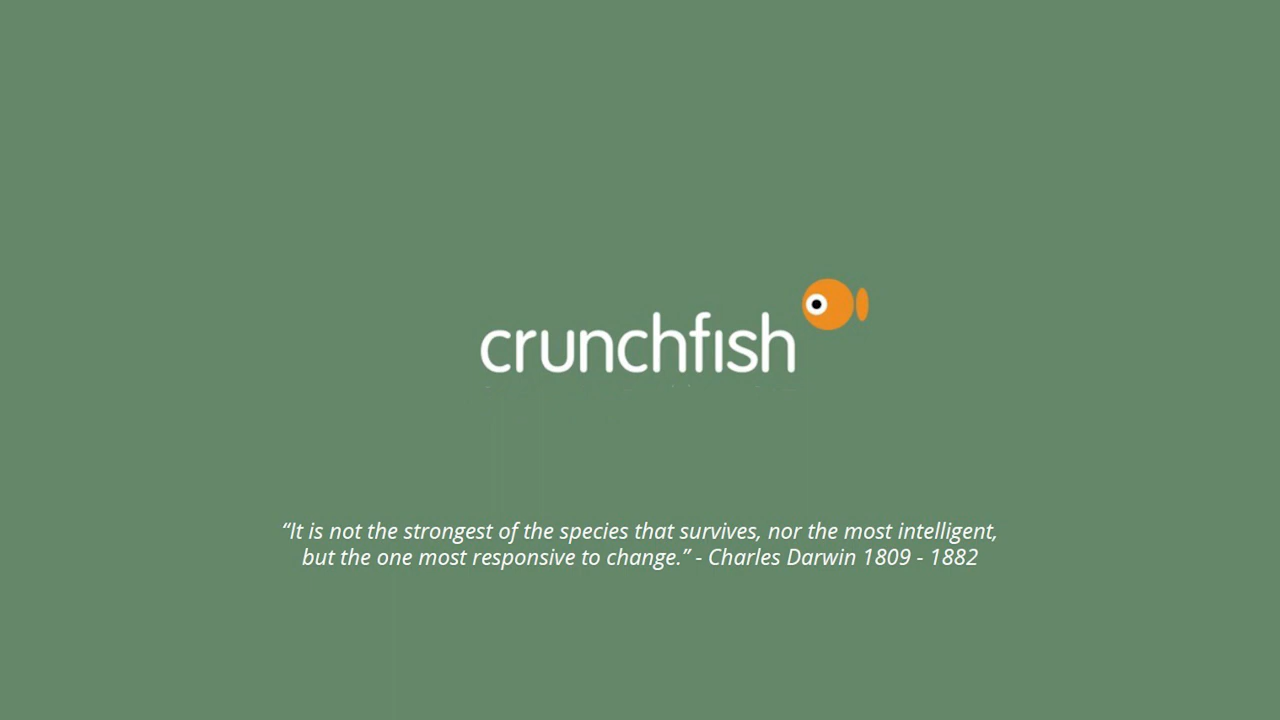 crunchfish
“It is not the strongest of the species that survives, nor the most intelligent,
but the one most responsive to change.” - Charles Darwin 1809 - 1882